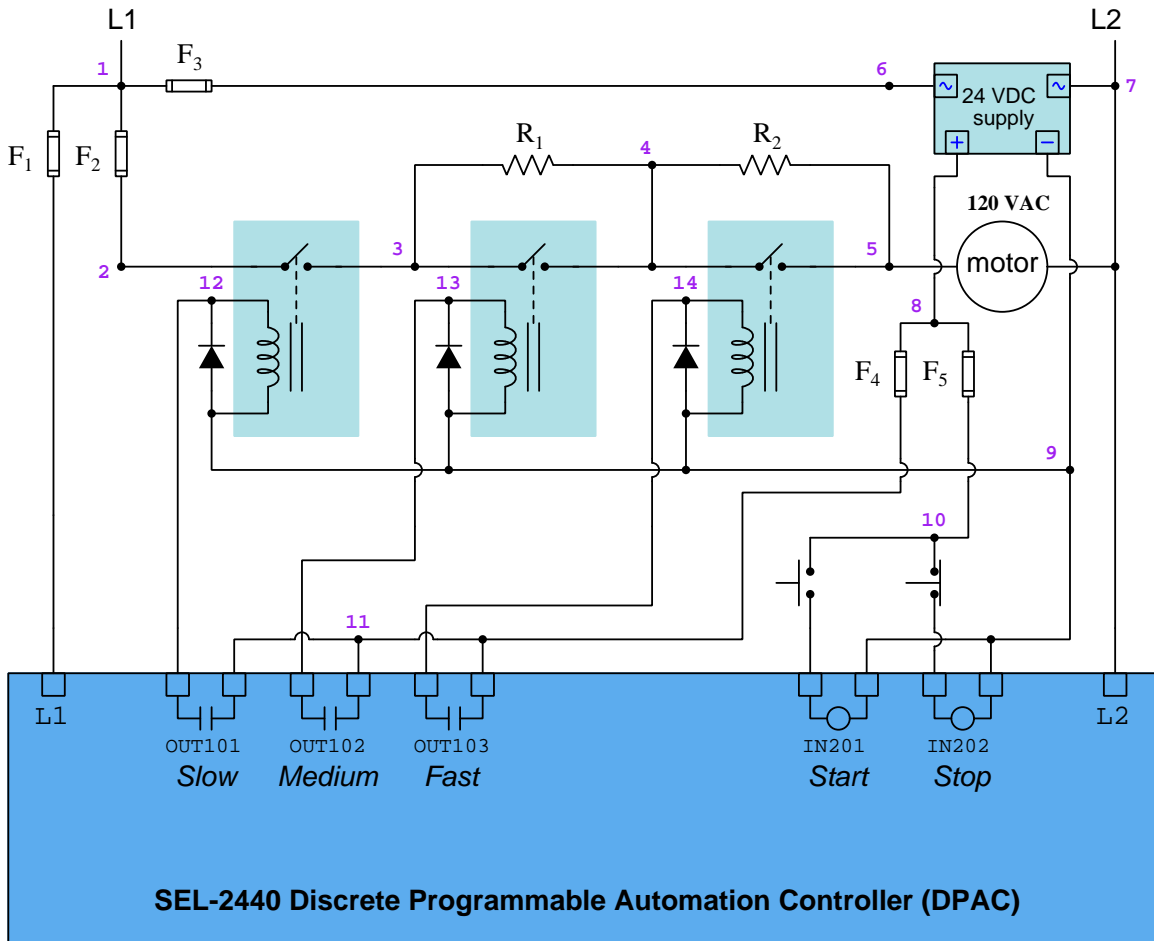 L1
L2
F3
1
6
7
24 VDC
supply
+
−
F1
F2
R1
4
R2
120 VAC
motor
2
3
5
12
13
14
8
F4
F5
9
10
11
L1
OUT101
OUT102
OUT103
IN201
IN202
L2
Slow
Medium
Fast
Start
Stop
SEL-2440 Discrete Programmable Automation Controller (DPAC)